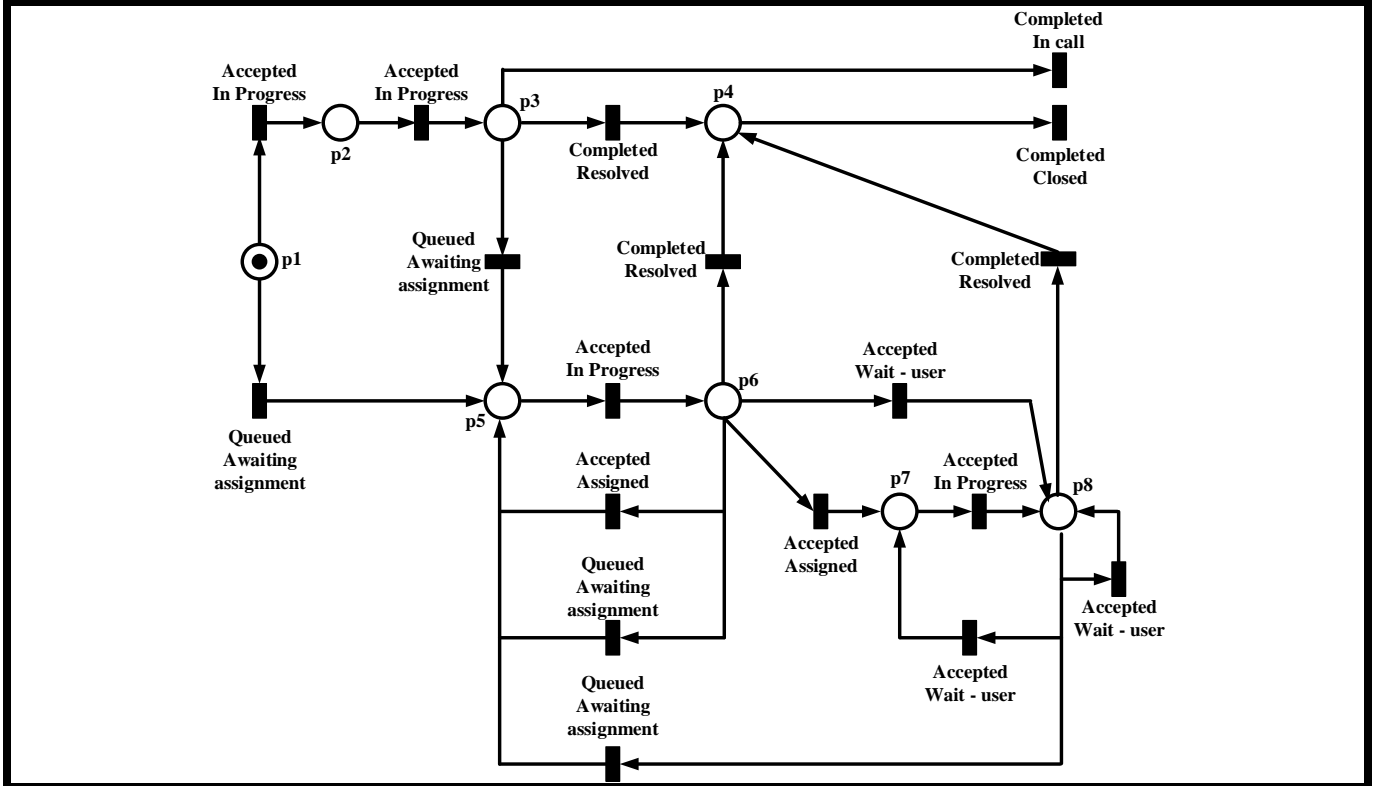 Completed
In call
Accepted
In Progress
Accepted
In Progress
p3
p4
p2
Completed
Resolved
Completed
Closed
p1
Queued
Awaiting
assignment
Completed
Resolved
Completed
Resolved
Accepted
In Progress
Accepted
Wait - user
p5
p6
Queued
Awaiting
assignment
Accepted
Assigned
p7
Accepted
In Progress
p8
Accepted
Assigned
Queued
Awaiting
assignment
Accepted
Wait - user
Accepted
Wait - user
Queued
Awaiting
assignment